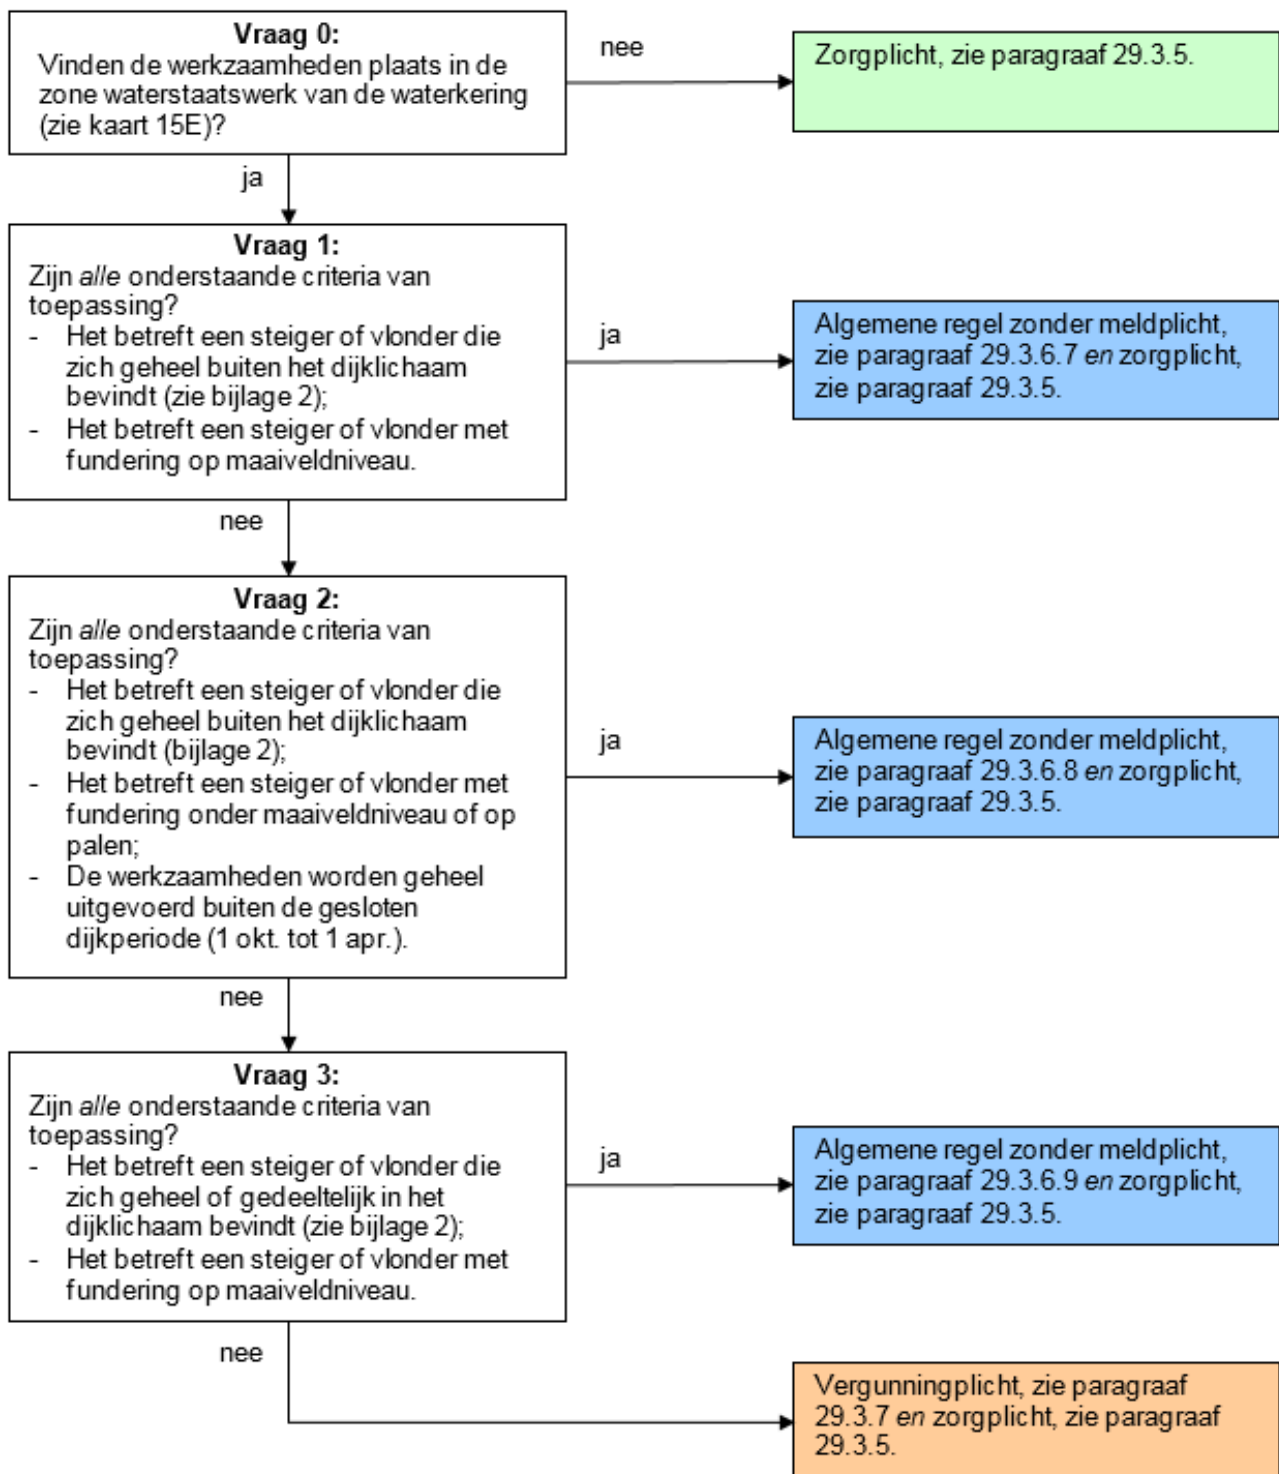 Vraag 0:
Vinden de werkzaamheden plaats in de
zone waterstaatswerk van de waterkering
(zie kaart 15E)?
nee
Zorgplicht, zie paragraaf 29.3.5.
ja
Vraag 1:
Zijn alle onderstaande criteria van
toepassing?
- Het betreft een steiger of vlonder die
zich geheel buiten het dijklichaam
bevindt (zie bijlage 2);
- Het betreft een steiger of vlonder met
fundering op maaiveldniveau.
ja
Algemene regel zonder meldplicht,
zie paragraaf 29.3.6.7 en zorgplicht,
zie paragraaf 29.3.5.
nee
Vraag 2:
Zijn alle onderstaande criteria van
toepassing?
- Het betreft een steiger of vlonder die
zich geheel buiten het dijklichaam
bevindt (bijlage 2);
- Het betreft een steiger of vlonder met
fundering onder maaiveldniveau of op
palen;
- De werkzaamheden worden geheel
uitgevoerd buiten de gesloten
dijkperiode (1 okt. tot 1 apr.).
ja
Algemene regel zonder meldplicht,
zie paragraaf 29.3.6.8 en zorgplicht,
zie paragraaf 29.3.5.
nee
Vraag 3:
Zijn alle onderstaande criteria van
toepassing?
- Het betreft een steiger of vlonder die
zich geheel of gedeeltelijk in het
dijklichaam bevindt (zie bijlage 2);
- Het betreft een steiger of vlonder met
fundering op maaiveldniveau.
ja
Algemene regel zonder meldplicht,
zie paragraaf 29.3.6.9 en zorgplicht,
zie paragraaf 29.3.5.
nee
Vergunningplicht, zie paragraaf
29.3.7 en zorgplicht, zie paragraaf
29.3.5.